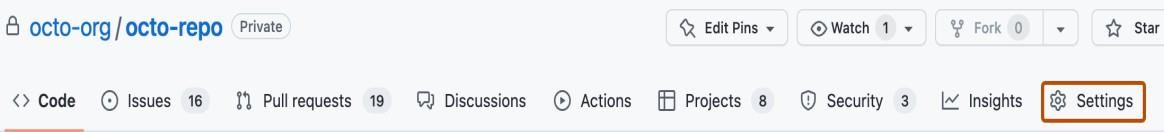 octo-org / octo-repo Private Edit Pins Watch 1 Fork 0 Star
Code Issues 16 Pull requests 19 Discussions Actions Projects 8 Security 3 Insights Settings